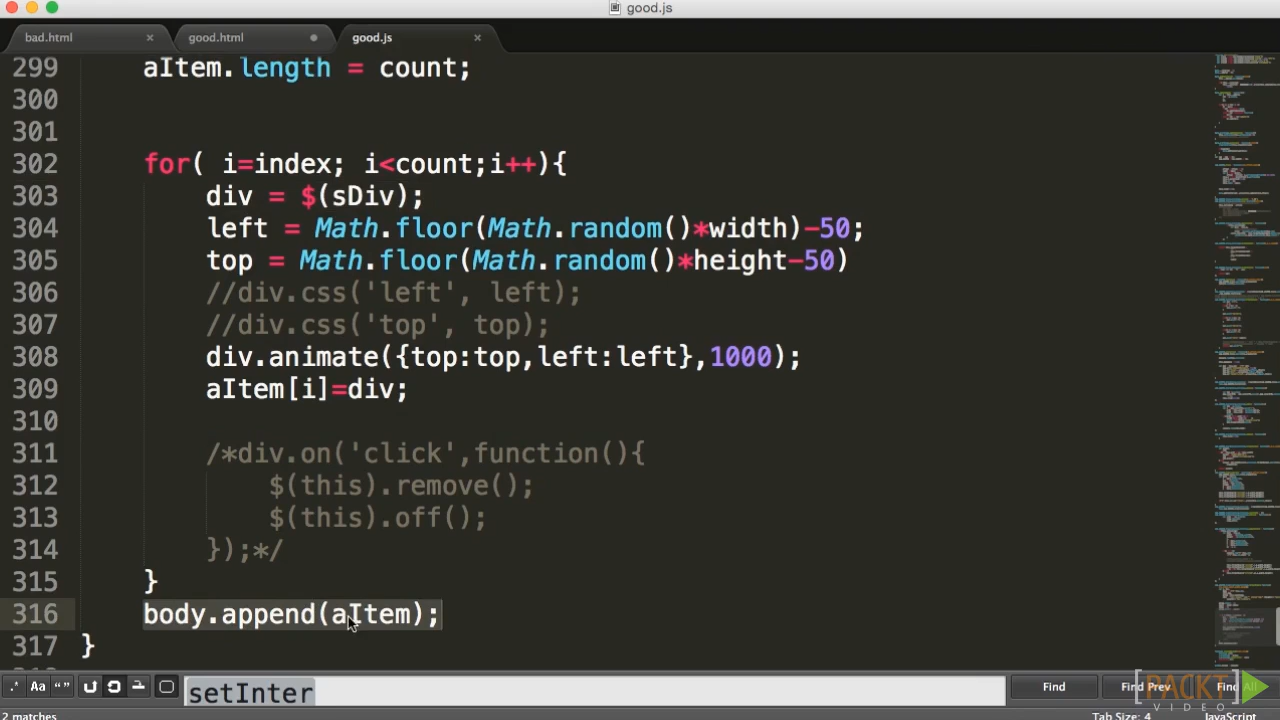 good.js
bad.html
good.html
good.js
299 aItem.length = count;
300
301
302 for( i=index; i<count;i++){
303 div = $(sDiv);
304 left = Math.floor(Math.random()*width)-50;
305 top = Math.floor(Math.random()*height-50)
306 //div.css('left', left);
307 //div.css('top', top);
308 div.animate({top:top,left:left},1000);
309 aItem[i]=div;
310
311 /*div.on('click',function(){
312 $(this).remove();
313 $(this).off();
314 });*/
315 }
316 body.append(aItem);
317 }
.* Aa “”
setInter
Find
Find Prev
Find All
[PACKT]
VIDEO
2 matches
Tab Size: 4
JavaScript